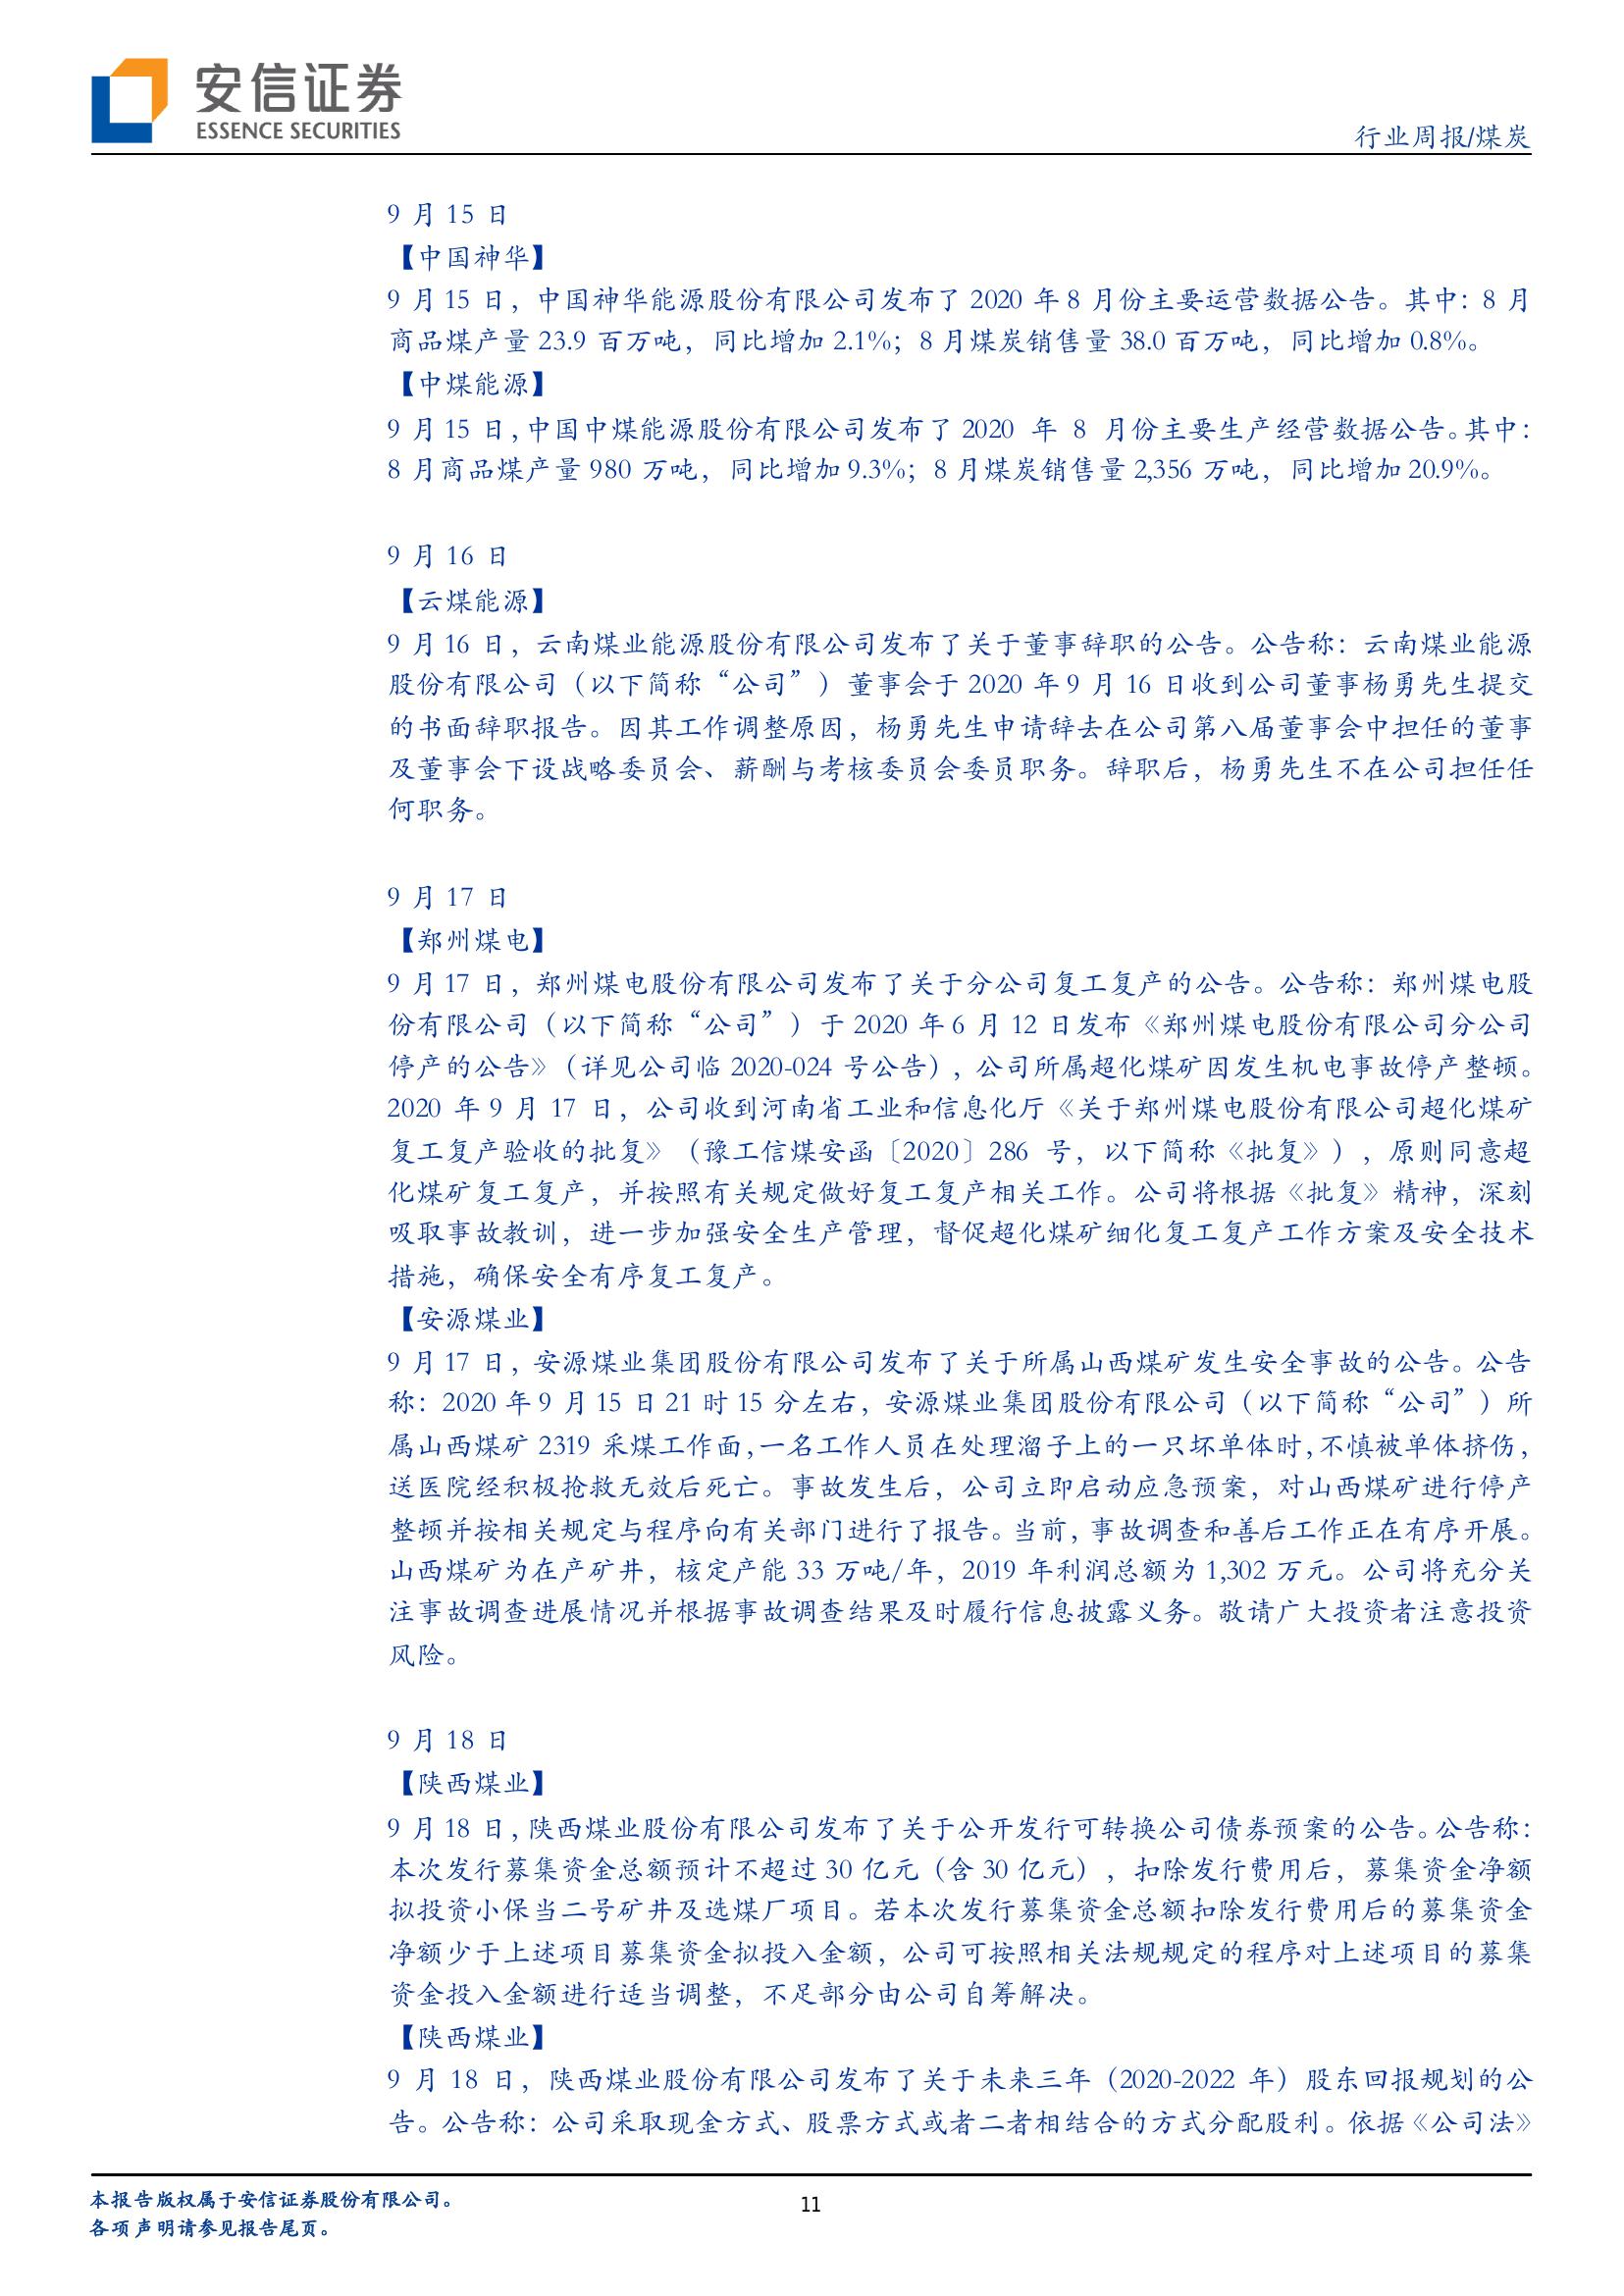 安信证券
ESSENCE SECURITIES
行业周报/煤炭
9 月 15 日
【中国神华】
9 月 15 日，中国神华能源股份有限公司发布了 2020 年 8 月份主要运营数据公告。其中：8 月
商品煤产量 23.9 百万吨，同比增加 2.1%；8 月煤炭销售量 38.0 百万吨，同比增加 0.8%。
【中煤能源】
9 月 15 日，中国中煤能源股份有限公司发布了 2020 年 8 月份主要生产经营数据公告。其中：
8 月商品煤产量 980 万吨，同比增加 9.3%；8 月煤炭销售量 2,356 万吨，同比增加 20.9%。
9 月 16 日
【云煤能源】
9 月 16 日，云南煤业能源股份有限公司发布了关于董事辞职的公告。公告称：云南煤业能源
股份有限公司（以下简称“公司”）董事会于 2020 年 9 月 16 日收到公司董事杨勇先生提交
的书面辞职报告。因其工作调整原因，杨勇先生申请辞去在公司第八届董事会中担任的董事
及董事会下设战略委员会、薪酬与考核委员会委员职务。辞职后，杨勇先生不在公司担任任
何职务。
9 月 17 日
【郑州煤电】
9 月 17 日，郑州煤电股份有限公司发布了关于分公司复工复产的公告。公告称：郑州煤电股
份有限公司（以下简称“公司”）于 2020 年 6 月 12 日发布《郑州煤电股份有限公司分公司
停产的公告》（详见公司临 2020-024 号公告），公司所属超化煤矿因发生机电事故停产整顿。
2020 年 9 月 17 日，公司收到河南省工业和信息化厅《关于郑州煤电股份有限公司超化煤矿
复工复产验收的批复》（豫工信煤安函〔2020〕286 号，以下简称《批复》），原则同意超
化煤矿复工复产，并按照有关规定做好复工复产相关工作。公司将根据《批复》精神，深刻
吸取事故教训，进一步加强安全生产管理，督促超化煤矿细化复工复产工作方案及安全技术
措施，确保安全有序复工复产。
【安源煤业】
9 月 17 日，安源煤业集团股份有限公司发布了关于所属山西煤矿发生安全事故的公告。公告
称：2020 年 9 月 15 日 21 时 15 分左右，安源煤业集团股份有限公司（以下简称“公司”）所
属山西煤矿 2319 采煤工作面，一名工作人员在处理溜子上的一只坏单体时，不慎被单体挤伤，
送医院经积极抢救无效后死亡。事故发生后，公司立即启动应急预案，对山西煤矿进行停产
整顿并按相关规定与程序向有关部门进行了报告。当前，事故调查和善后工作正在有序开展。
山西煤矿为在产矿井，核定产能 33 万吨/年，2019 年利润总额为 1,302 万元。公司将充分关
注事故调查进展情况并根据事故调查结果及时履行信息披露义务。敬请广大投资者注意投资
风险。
9 月 18 日
【陕西煤业】
9 月 18 日，陕西煤业股份有限公司发布了关于公开发行可转换公司债券预案的公告。公告称：
本次发行募集资金总额预计不超过 30 亿元（含 30 亿元），扣除发行费用后，募集资金净额
拟投资小保当二号矿井及选煤厂项目。若本次发行募集资金总额扣除发行费用后的募集资金
净额少于上述项目募集资金拟投入金额，公司可按照相关法规规定的程序对上述项目的募集
资金投入金额进行适当调整，不足部分由公司自筹解决。
【陕西煤业】
9 月 18 日，陕西煤业股份有限公司发布了关于未来三年（2020-2022 年）股东回报规划的公
告。公告称：公司采取现金方式、股票方式或者二者相结合的方式分配股利。依据《公司法》
本报告版权属于安信证券股份有限公司。
各项声明请参见报告尾页。
11